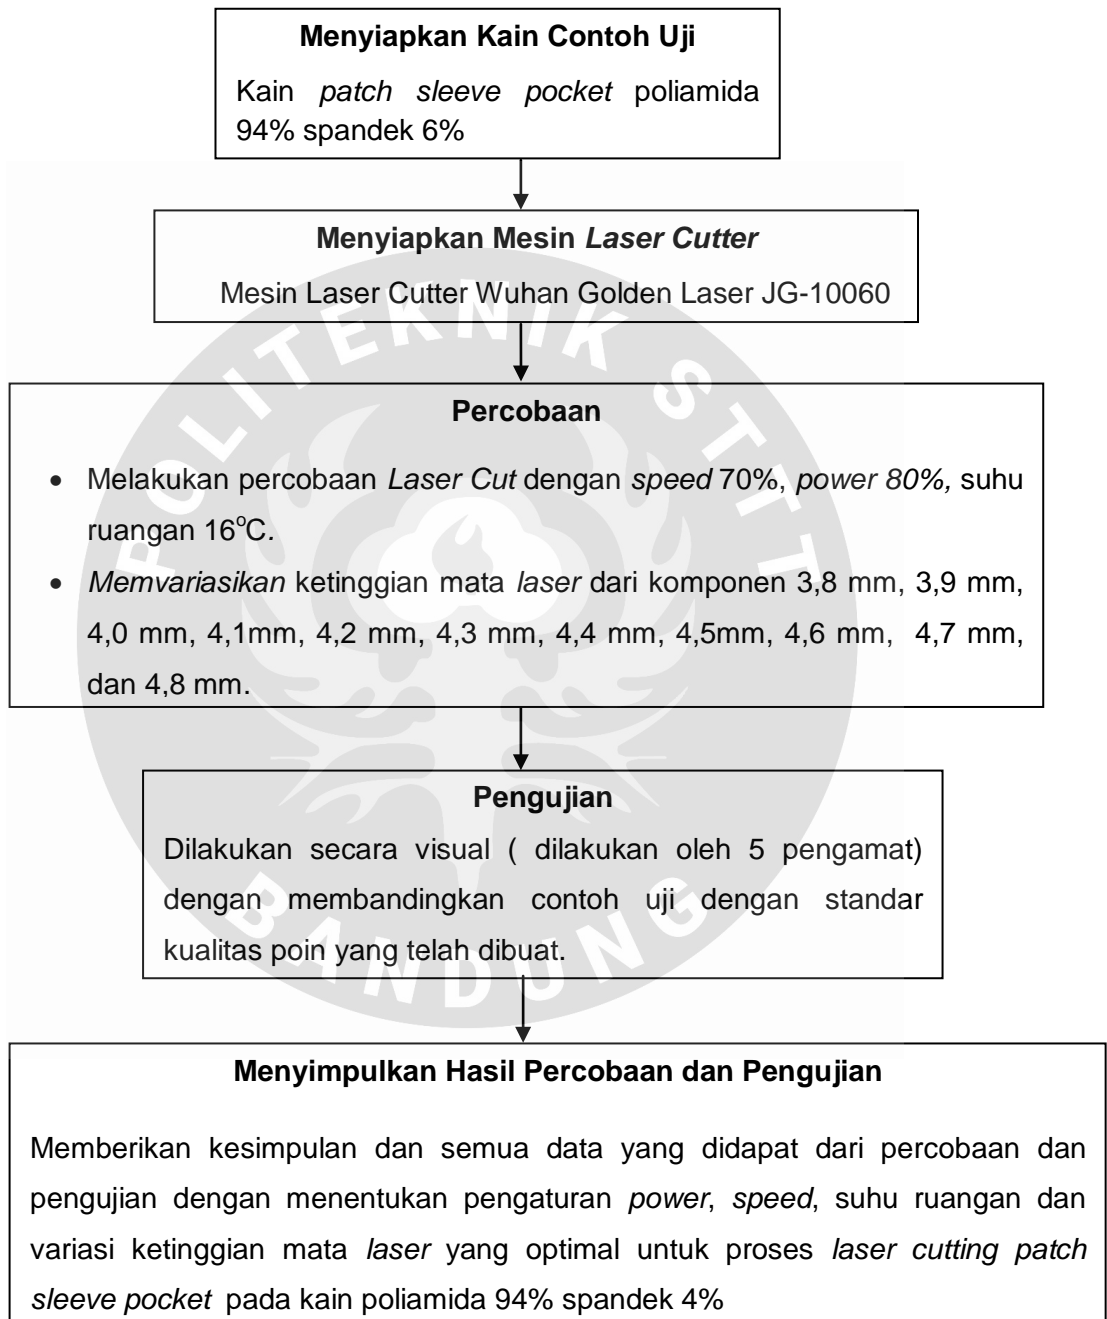 Menyiapkan Kain Contoh Uji
Kain patch sleeve pocket poliamida
94% spandek 6%
Menyiapkan Mesin Laser Cutter
Mesin Laser Cutter Wuhan Golden Laser JG-10060
Percobaan
• Melakukan percobaan Laser Cut dengan speed 70%, power 80%, suhu
ruangan 16°C.
• Memvariasikan ketinggian mata laser dari komponen 3,8 mm, 3,9 mm,
4,0 mm, 4,1mm, 4,2 mm, 4,3 mm, 4,4 mm, 4,5mm, 4,6 mm, 4,7 mm,
dan 4,8 mm.
Pengujian
Dilakukan secara visual ( dilakukan oleh 5 pengamat)
dengan membandingkan contoh uji dengan standar
kualitas poin yang telah dibuat.
Menyimpulkan Hasil Percobaan dan Pengujian
Memberikan kesimpulan dan semua data yang didapat dari percobaan dan
pengujian dengan menentukan pengaturan power, speed, suhu ruangan dan
variasi ketinggian mata laser yang optimal untuk proses laser cutting patch
sleeve pocket pada kain poliamida 94% spandek 4%
POLITEKNIK STTT
BANDUNG